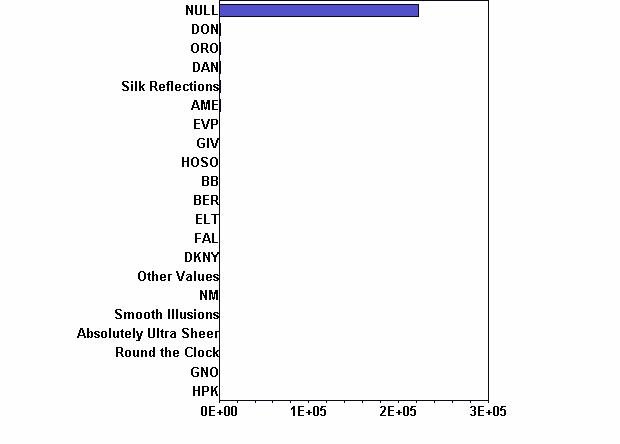 NULL
DON
ORO
DAN
Silk Reflections
AME
EVP
GIV
HOSO
BB
BER
ELT
FAL
DKNY
Other Values
NM
Smooth Illusions
Absolutely Ultra Sheer
Round the Clock
GNO
HPK
0E+00 1E+05 2E+05 3E+05